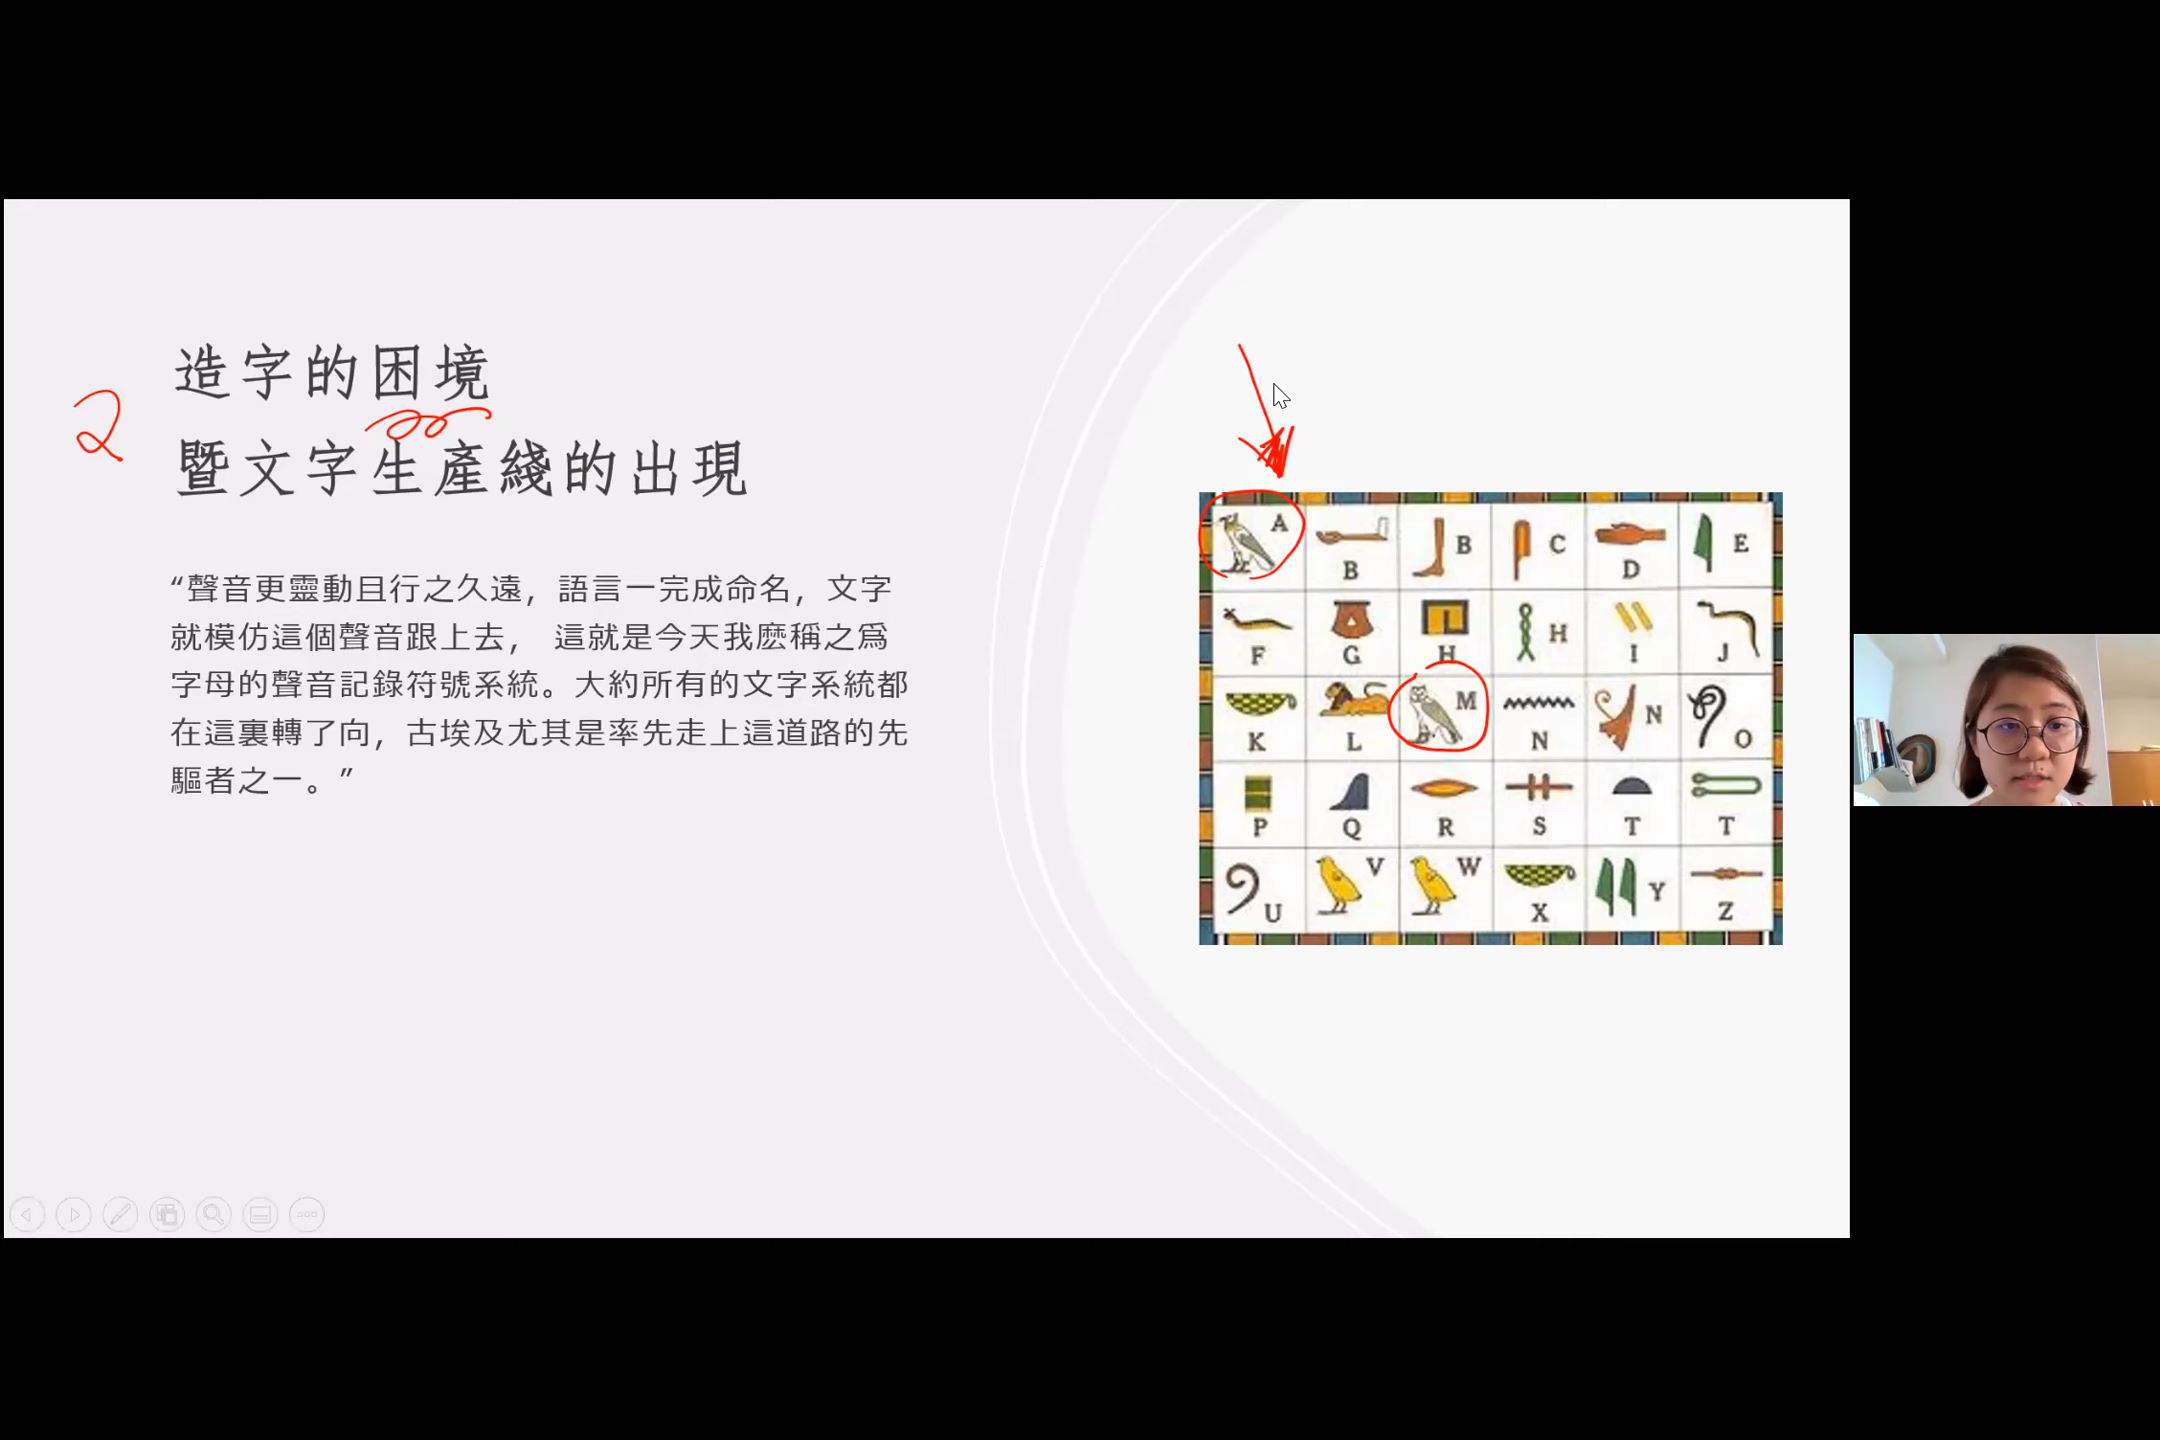 造字的困境
2
暨文字生產綫的出現
“聲音更靈動且行之久遠，語言一完成命名，文字
就模仿這個聲音跟上去， 這就是今天我麽稱之爲
字母的聲音記錄符號系統。大約所有的文字系統都
在這裏轉了向，古埃及尤其是率先走上這道路的先
驅者之一。”
A B B C D E
F G H H I J
K L M N N O
P Q R S T T
U V W X Y Z